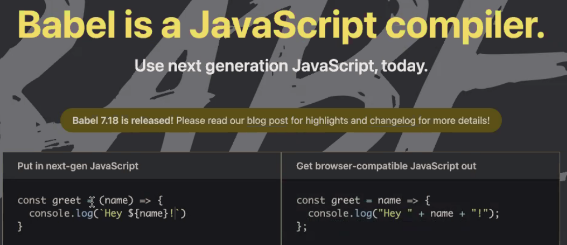 Babel is a JavaScript compiler.
Use next generation JavaScript, today.
Babel 7.18 is released! Please read our blog post for highlights and changelog for more details!
Put in next-gen JavaScript
const greet = (name) => {
  console.log(`Hey ${name}!`)
}
Get browser-compatible JavaScript out
const greet = name => {
  console.log("Hey " + name + "!");
};